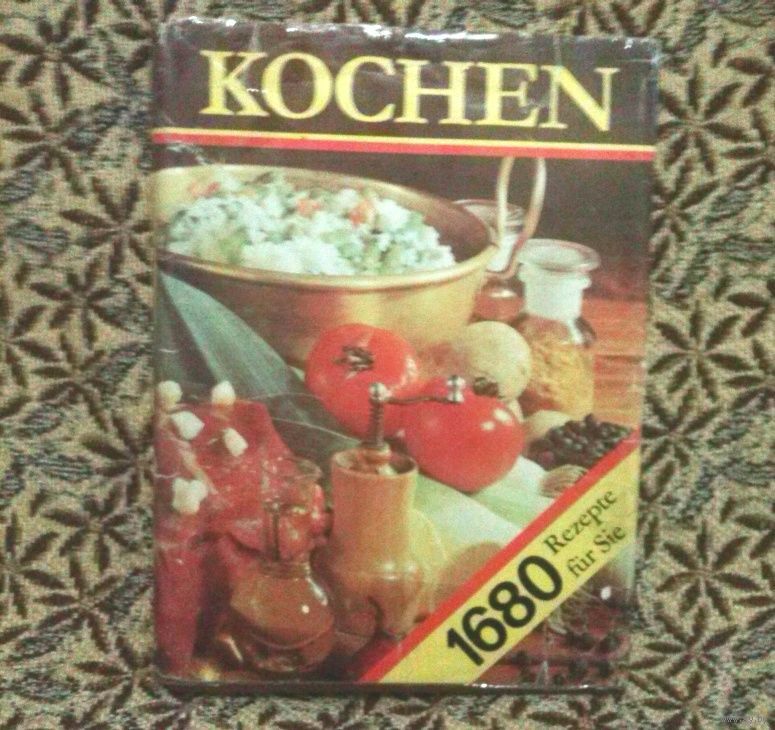 KOCHEN
1680
Rezepte
für Sie